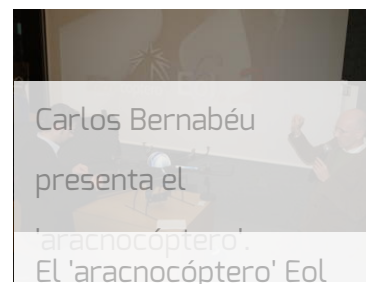 Carlos Bernabéu
presenta el
'aracnocóptero'.
El 'aracnocóptero' Eol